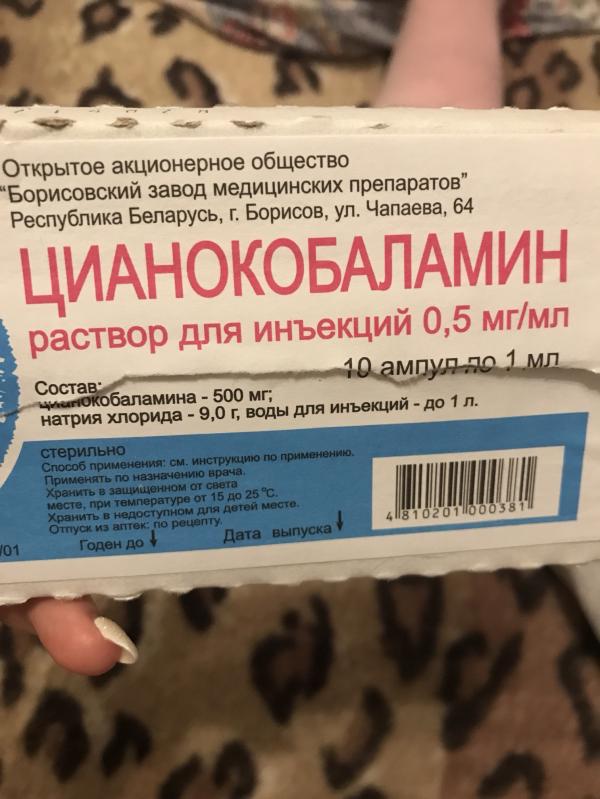 Открытое акционерное общество
"Борисовский завод медицинских препаратов"
Республика Беларусь, г. Борисов, ул. Чапаева, 64
ЦИАНОКОБАЛАМИН
раствор для инъекций 0,5 мг/мл
10 ампул по 1 мл
Состав:
цианокобаламина - 500 мг;
натрия хлорида - 9,0 г, воды для инъекций - до 1 л.
стерильно
Способ применения: см. инструкцию по применению.
Применять по назначению врача.
Хранить в защищенном от света
месте, при температуре от 15 до 25 °С.
Хранить в недоступном для детей месте.
Отпуск из аптек: по рецепту.
/01 Годен до Дата выпуска
4 810201 000381